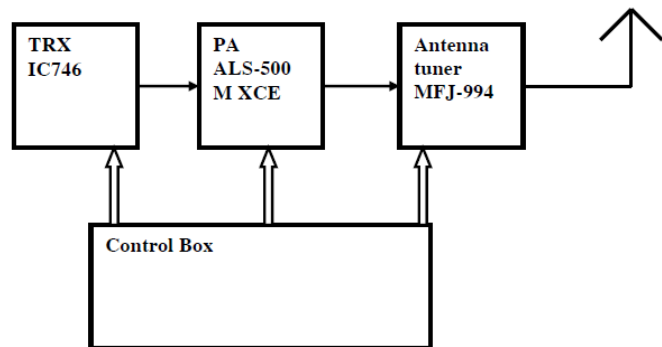 TRX
IC746
PA
ALS-500
M XCE
Antenna
tuner
MFJ-994
Control Box